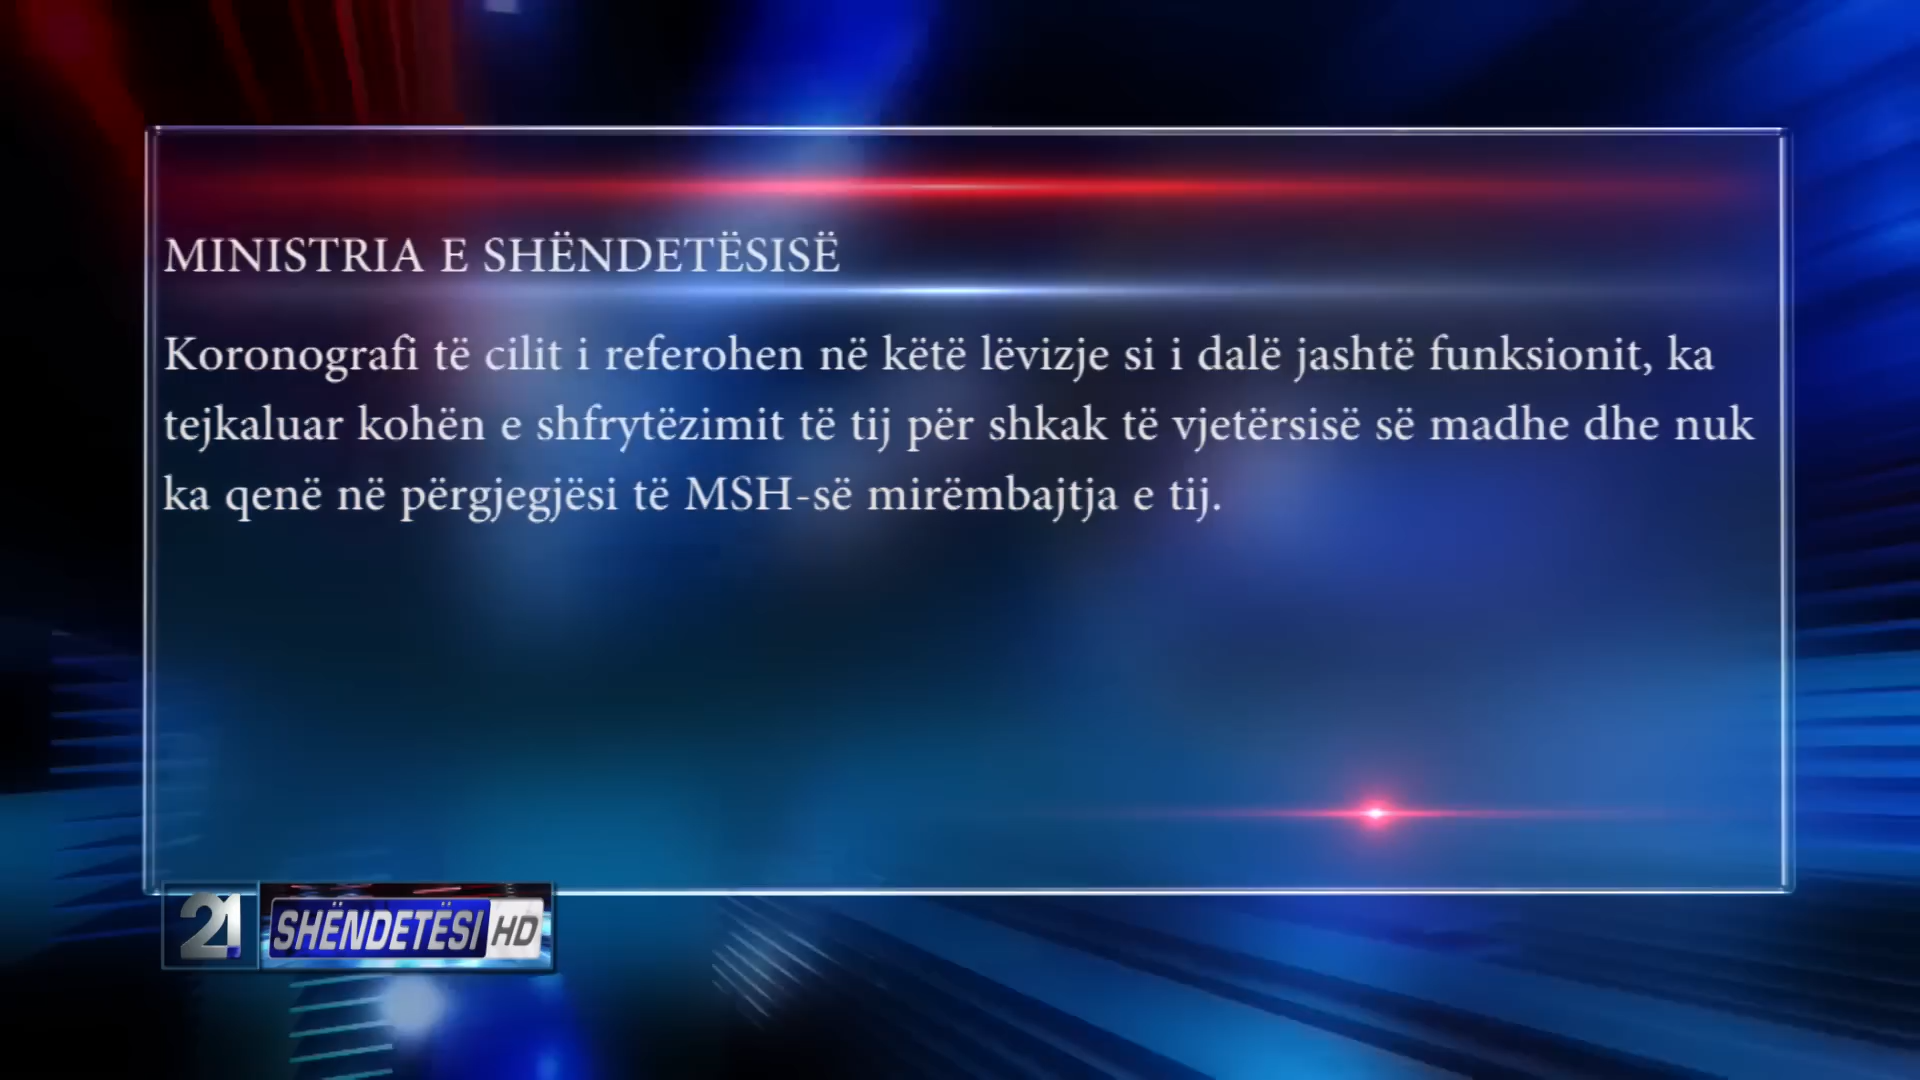 MINISTRIA E SHËNDETËSISË
Koronografi të cilit i referohen në këtë lëvizje si i dalë jashtë funksionit, ka
tejkaluar kohën e shfrytëzimit të tij për shkak të vjetërsisë së madhe dhe nuk
ka qenë në përgjegjësi të MSH-së mirëmbajtja e tij.
21 SHËNDETËSI HD